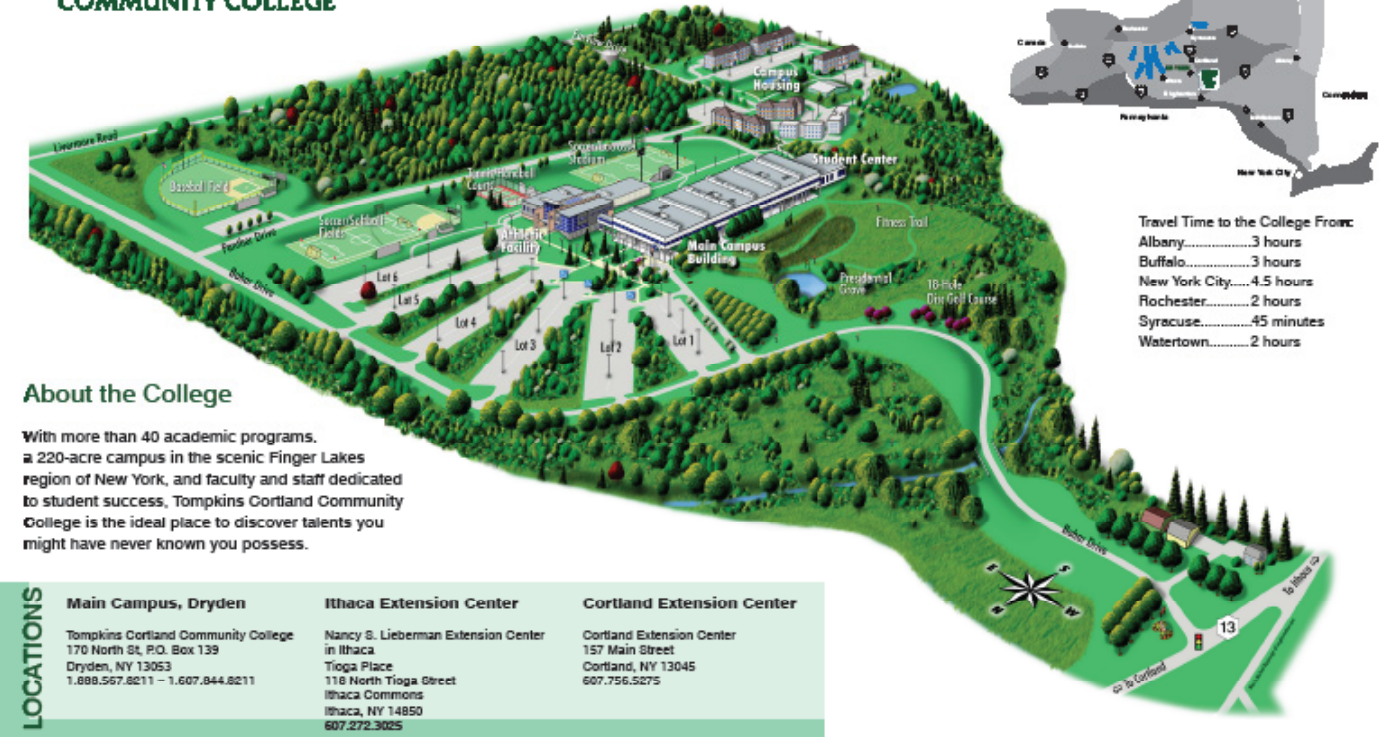 COMMUNITY COLLEGE
Campus
Housing
Livermore Road
Student Center
Stadium
Baseball Field
Courts
Soccer/Softball
Fields
Athletic
Facility
Main Campus
Building
Fitness Trail
Presidential
Grove
18-Hole
Disc Golf Course
Lot 6
Lot 5
Lot 4
Lot 3
Lot 2
Lot 1
Drive
Drive
Drive
E
S
N
W
13
To Ithaca
To Cortland
Canada
Pennsylvania
New York City
Travel Time to the College From:
Albany.................3 hours
Buffalo................3 hours
New York City.....4.5 hours
Rochester...........2 hours
Syracuse.............45 minutes
Watertown..........2 hours
About the College
With more than 40 academic programs,
a 220-acre campus in the scenic Finger Lakes
region of New York, and faculty and staff dedicated
to student success, Tompkins Cortland Community
College is the ideal place to discover talents you
might have never known you possess.
LOCATIONS
Main Campus, Dryden
Tompkins Cortland Community College
170 North St, P.O. Box 139
Dryden, NY 13053
1.888.567.8211 – 1.607.844.8211
Ithaca Extension Center
Nancy S. Lieberman Extension Center
in Ithaca
Tioga Place
118 North Tioga Street
Ithaca Commons
Ithaca, NY 14850
607.272.3025
Cortland Extension Center
Cortland Extension Center
157 Main Street
Cortland, NY 13045
607.756.5275